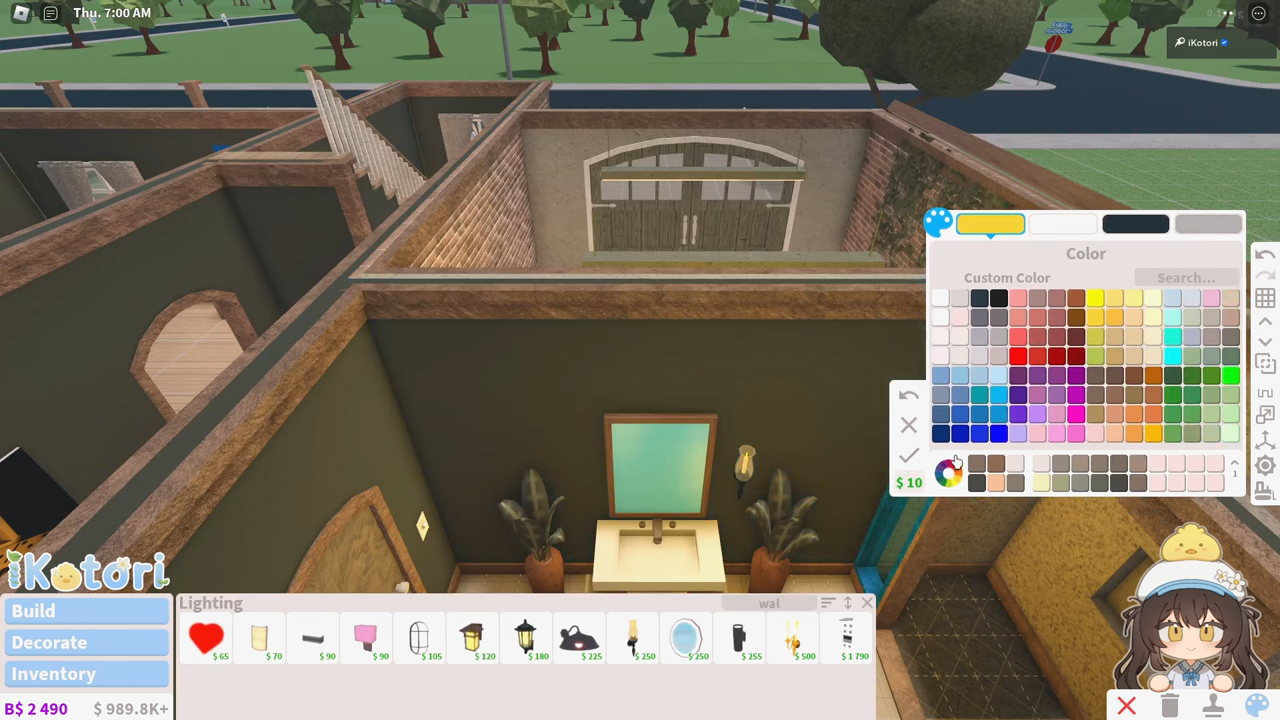 Thu. 7:00 AM
iKotori
Color
Custom Color
Search...
$ 10
1
iKotori
Build
Decorate
Inventory
B$ 2 490
$ 989.8K+
Lighting
wal
$ 65
$ 70
$ 90
$ 90
$ 105
$ 120
$ 180
$ 225
$ 250
$ 250
$ 255
$ 500
$ 1 790